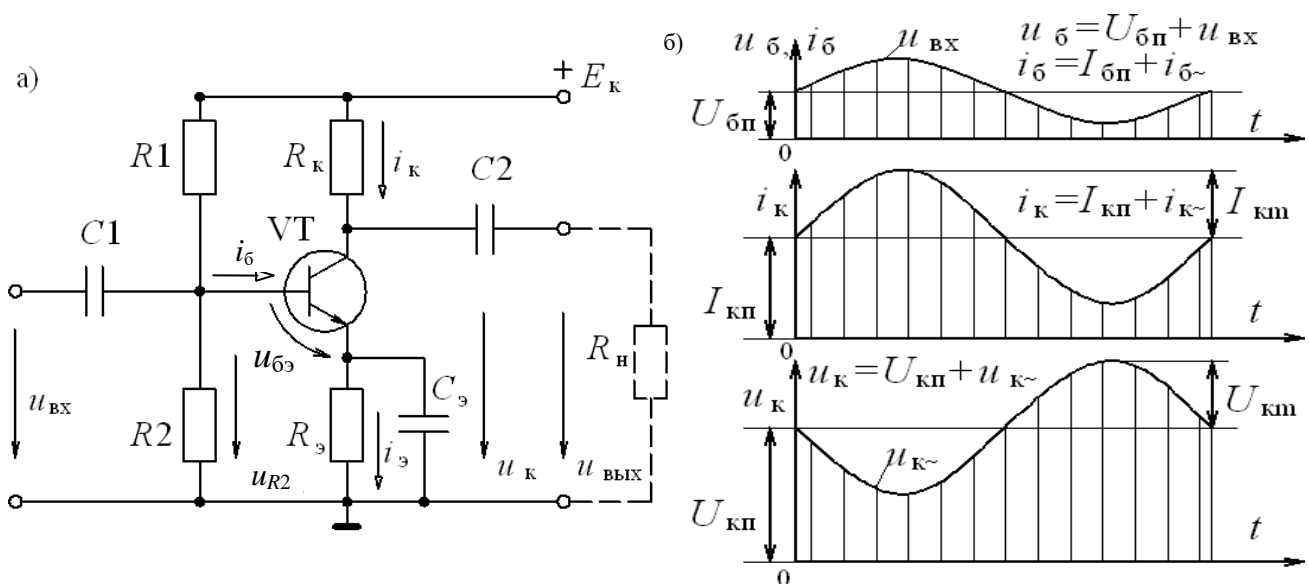 а)
+ Eк
R1
Rк
iк
C2
C1
VT
iб
uбэ
Rн
uвх
R2
Rэ
Cэ
iэ
uR2
uк
uвых
б)
uб, iб
uвх
uб=Uбп+uвх
iб=Iбп+iб~
Uбп
t
0
iк
iк=Iкп+iк~
Iкm
Iкп
t
0
uк=Uкп+uк~
uк
Uкm
uк~
Uкп
t
0